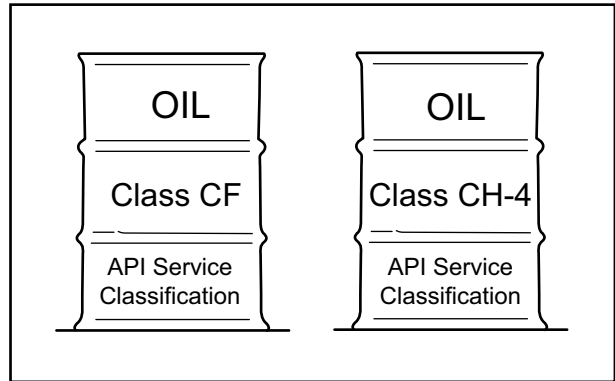 OIL
Class CF
API Service
Classification
OIL
Class CH-4
API Service
Classification